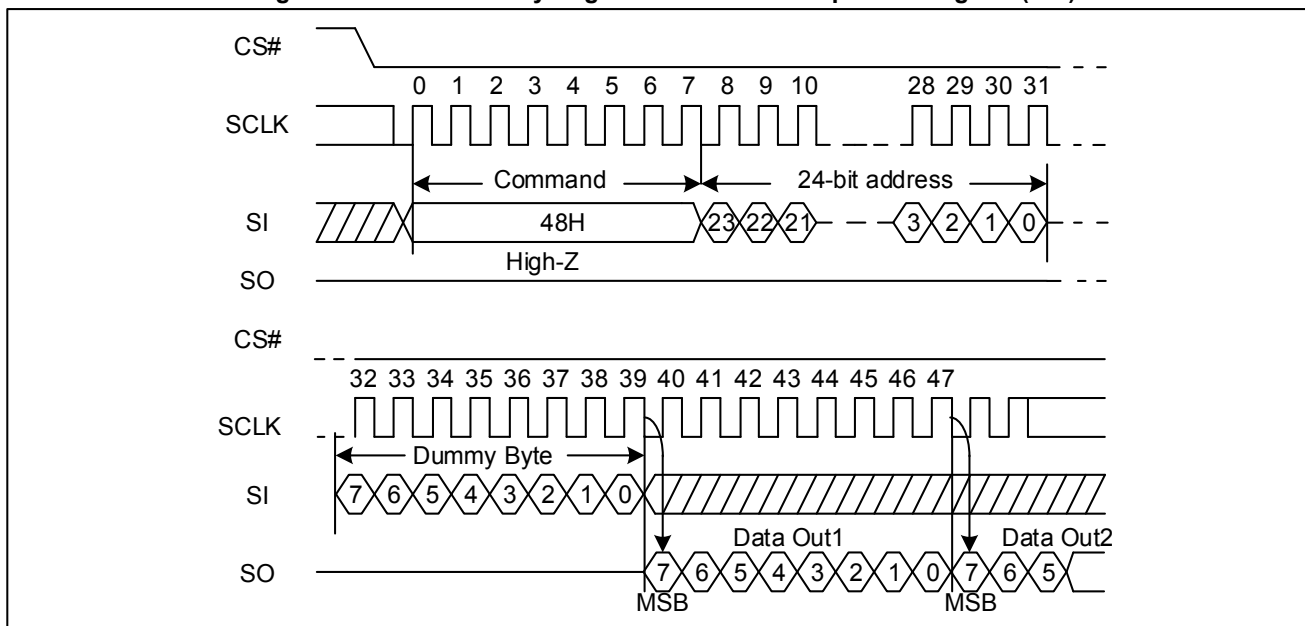 CS#
0 1 2 3 4 5 6 7 8 9 10 28 29 30 31
SCLK
Command 24-bit address
SI 48H 23 22 21 3 2 1 0
High-Z
SO
CS#
32 33 34 35 36 37 38 39 40 41 42 43 44 45 46 47
SCLK
Dummy Byte
SI 7 6 5 4 3 2 1 0
Data Out1 Data Out2
SO 7 6 5 4 3 2 1 0 7 6 5
MSB MSB